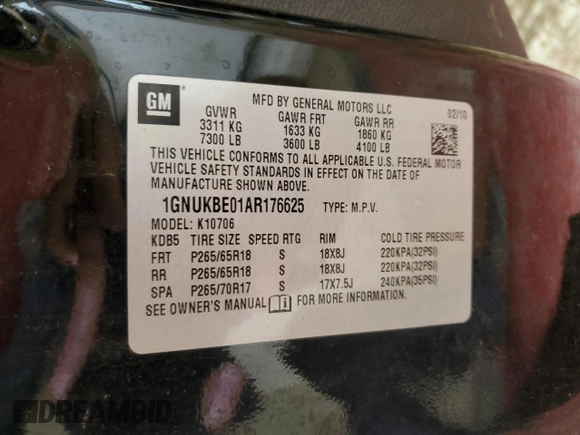 GM
MFD BY GENERAL MOTORS LLC
02/10
GVWR GAWR FRT GAWR RR
3311 KG 1633 KG 1860 KG
7300 LB 3600 LB 4100 LB
THIS VEHICLE CONFORMS TO ALL APPLICABLE U.S. FEDERAL MOTOR
VEHICLE SAFETY STANDARDS IN EFFECT ON THE DATE OF
MANUFACTURE SHOWN ABOVE.
1GNUKBE01AR176625 TYPE: M.P.V.
MODEL: K10706
KDB5 TIRE SIZE SPEED RTG RIM COLD TIRE PRESSURE
FRT P265/65R18 S 18X8J 220KPA(32PSI)
RR P265/65R18 S 18X8J 220KPA(32PSI)
SPA P265/70R17 S 17X7.5J 240KPA(35PSI)
SEE OWNER'S MANUAL FOR MORE INFORMATION.
DREAMBID